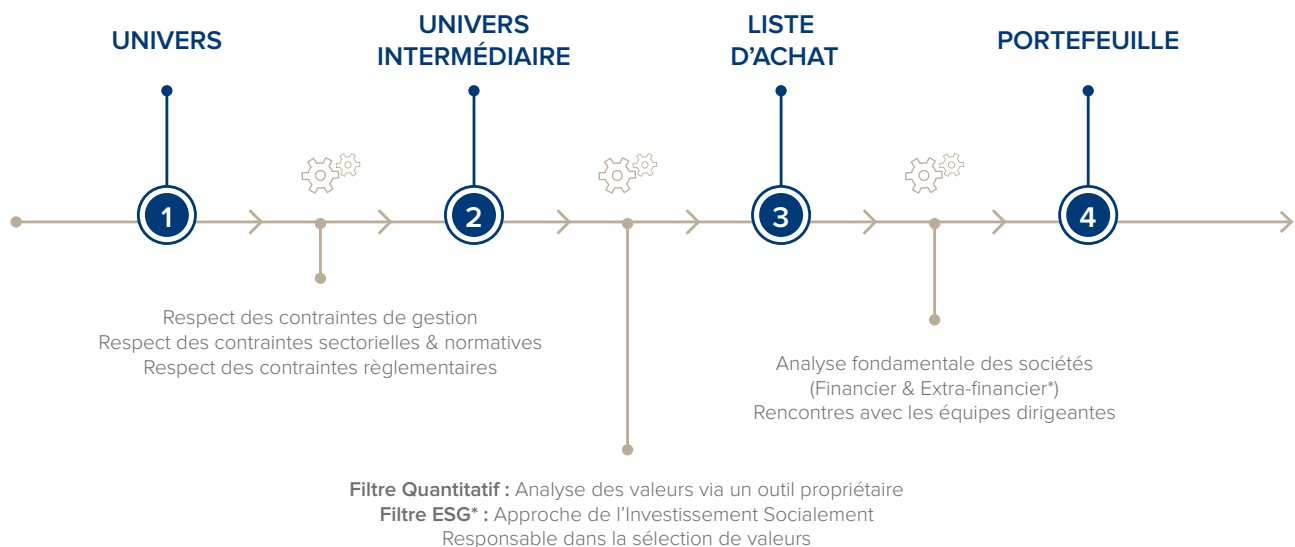 UNIVERS
UNIVERS
INTERMÉDIAIRE
LISTE
D’ACHAT
PORTEFEUILLE
1
2
3
4
Respect des contraintes de gestion
Respect des contraintes sectorielles & normatives
Respect des contraintes règlementaires
Analyse fondamentale des sociétés
(Financier & Extra-financier*)
Rencontres avec les équipes dirigeantes
Filtre Quantitatif : Analyse des valeurs via un outil propriétaire
Filtre ESG* : Approche de l’Investissement Socialement
Responsable dans la sélection de valeurs